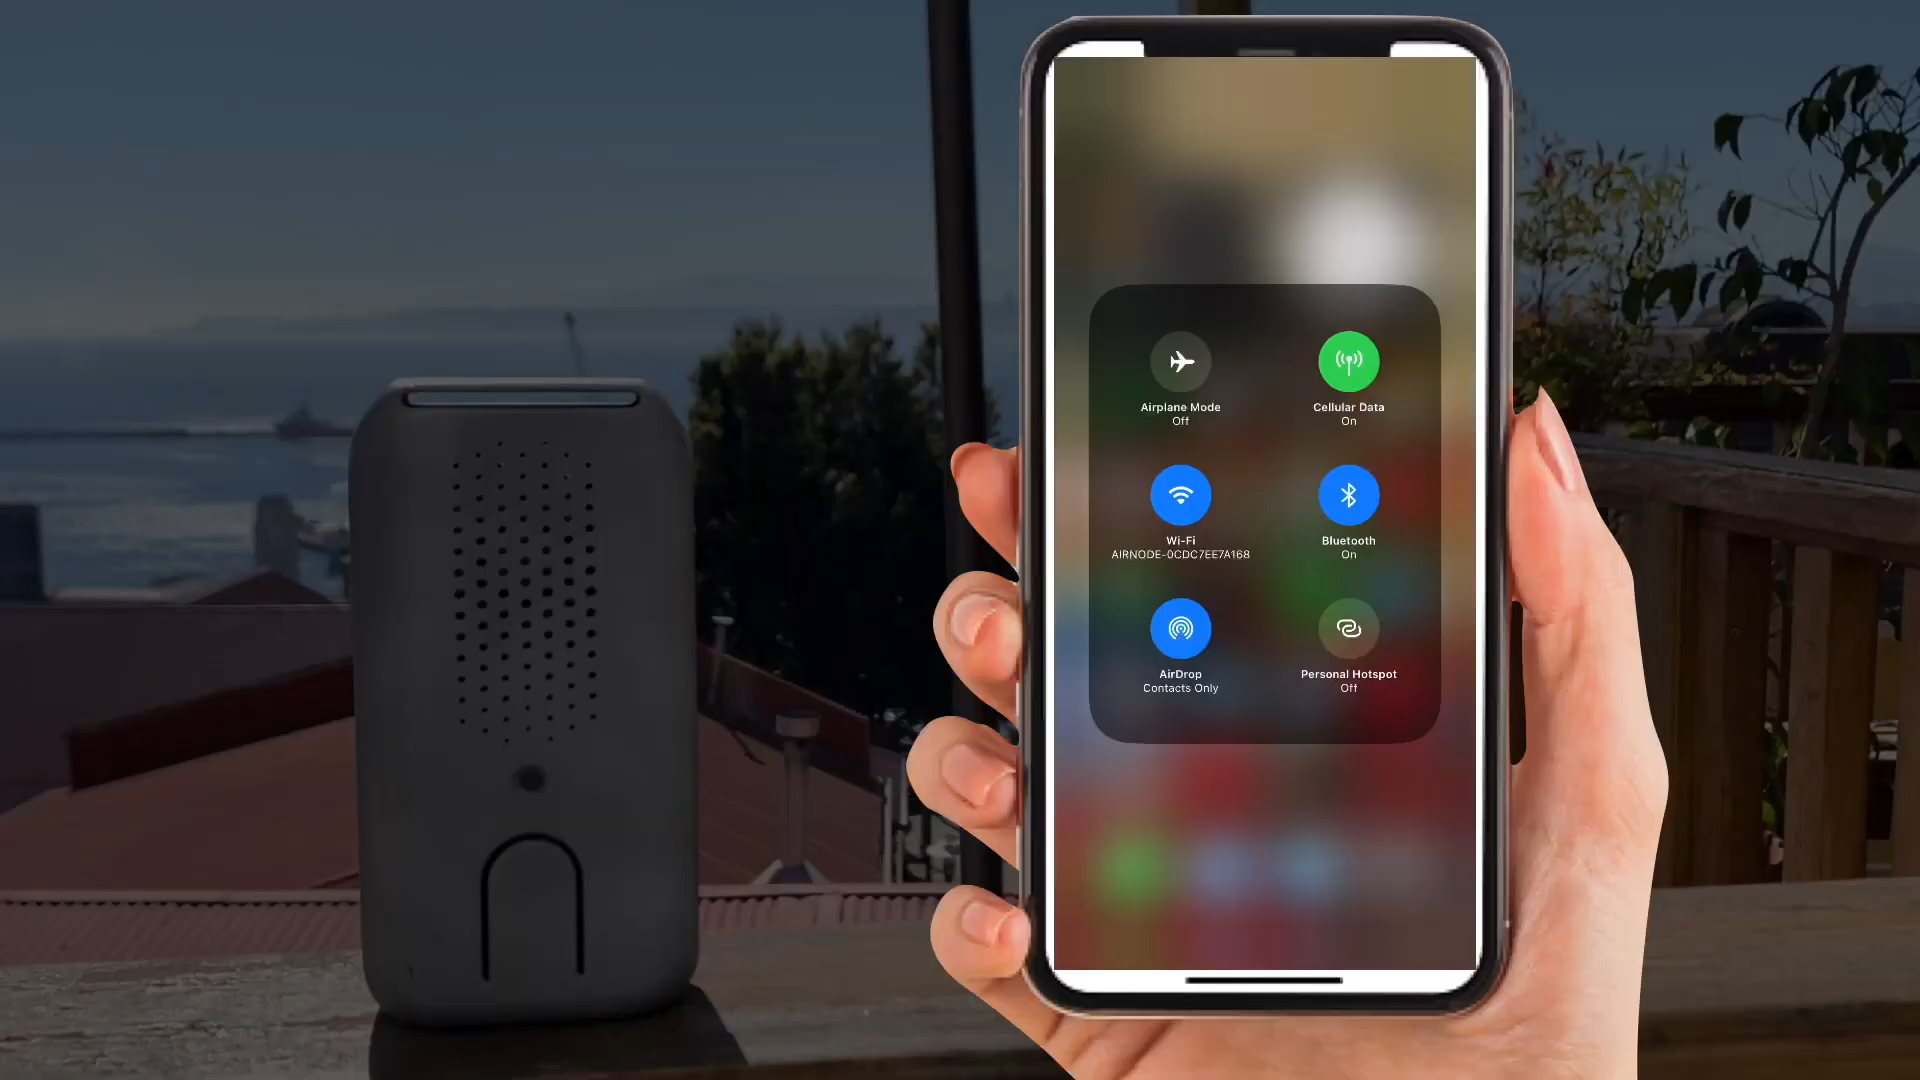 Airplane Mode
Off
Cellular Data
On
Wi-Fi
AIRNODE-0CDC7EE7A168
Bluetooth
On
AirDrop
Contacts Only
Personal Hotspot
Off